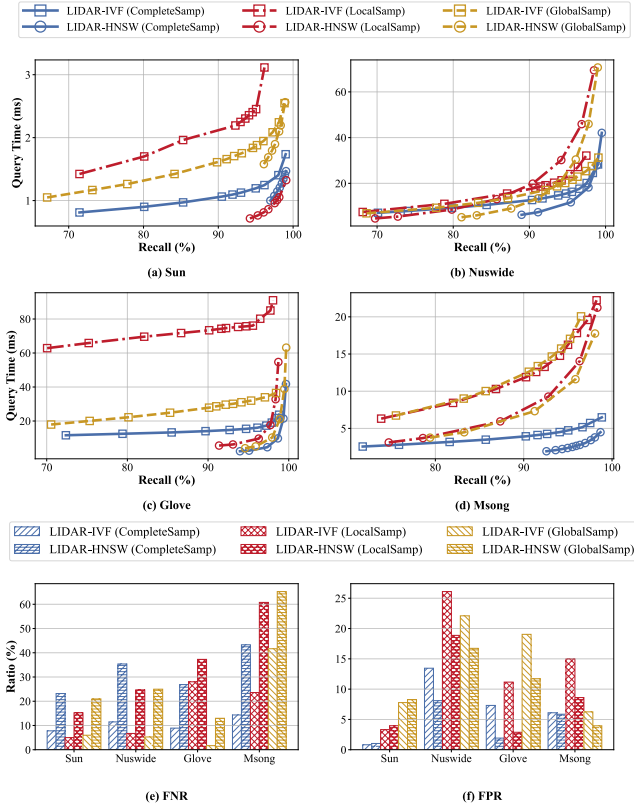 LIDAR-IVF (CompleteSamp) LIDAR-IVF (LocalSamp) LIDAR-IVF (GlobalSamp)
LIDAR-HNSW (CompleteSamp) LIDAR-HNSW (LocalSamp) LIDAR-HNSW (GlobalSamp)
Query Time (ms)
3
2
1
70 80 90 100
Recall (%)
(a) Sun
60
40
20
70 80 90 100
Recall (%)
(b) Nuswide
Query Time (ms)
80
60
40
20
70 80 90 100
Recall (%)
(c) Glove
20
15
10
5
80 90 100
Recall (%)
(d) Msong
LIDAR-IVF (CompleteSamp) LIDAR-IVF (LocalSamp) LIDAR-IVF (GlobalSamp)
LIDAR-HNSW (CompleteSamp) LIDAR-HNSW (LocalSamp) LIDAR-HNSW (GlobalSamp)
Ratio (%)
70
60
50
40
30
20
10
0
Sun Nuswide Glove Msong
(e) FNR
25
20
15
10
5
0
Sun Nuswide Glove Msong
(f) FPR